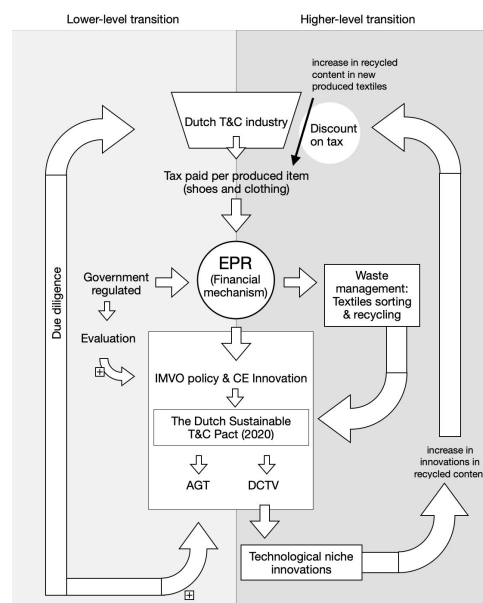 Lower-level transition
Higher-level transition
increase in recycled
content in new
produced textiles
Dutch T&C industry
Discount
on tax
Tax paid per produced item
(shoes and clothing)
EPR
(Financial
mechanism)
Government
regulated
Waste
management:
Textiles sorting
& recycling
Due diligence
Evaluation
IMVO policy & CE Innovation
The Dutch Sustainable
T&C Pact (2020)
AGT
DCTV
increase in
innovations in
recycled conten
Technological niche
innovations